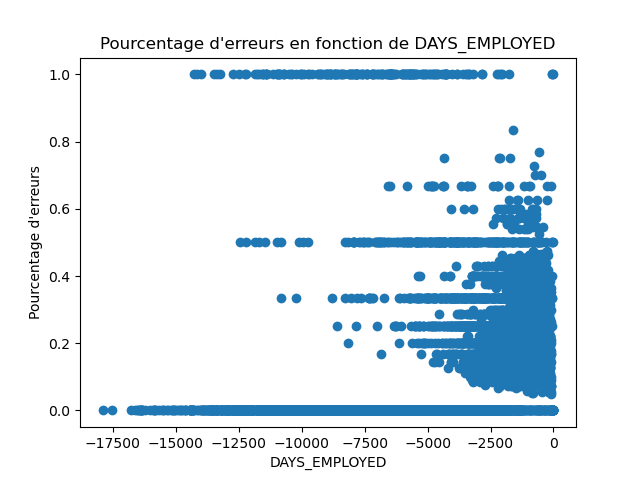 Pourcentage d'erreurs en fonction de DAYS_EMPLOYED
Pourcentage d'erreurs
1.0
0.8
0.6
0.4
0.2
0.0
−17500 −15000 −12500 −10000 −7500 −5000 −2500 0
DAYS_EMPLOYED